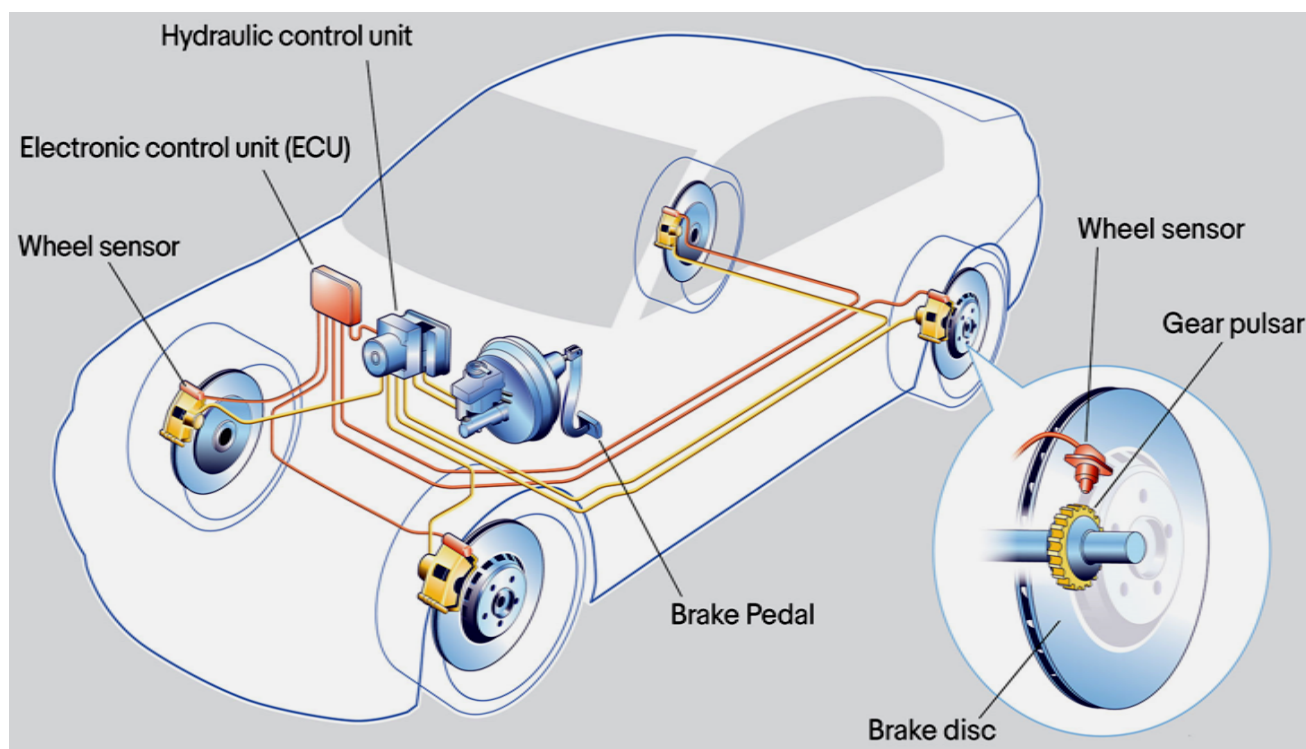 Hydraulic control unit
Electronic control unit (ECU)
Wheel sensor
Wheel sensor
Gear pulsar
Brake Pedal
Brake disc